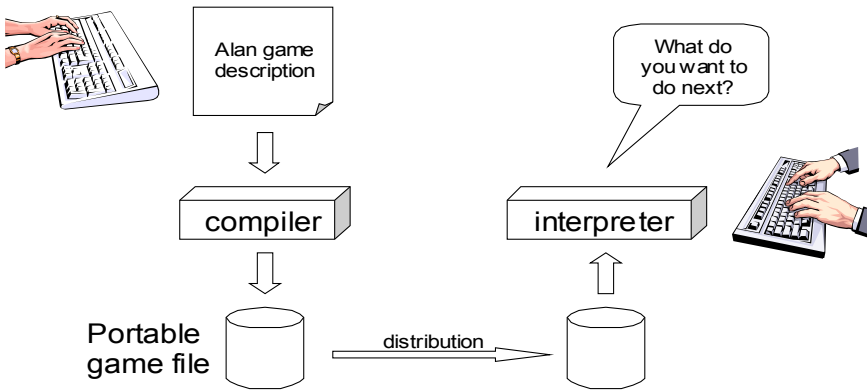 Alan game
description
What do
you want to
do next?
compiler
interpreter
Portable
game file
distribution